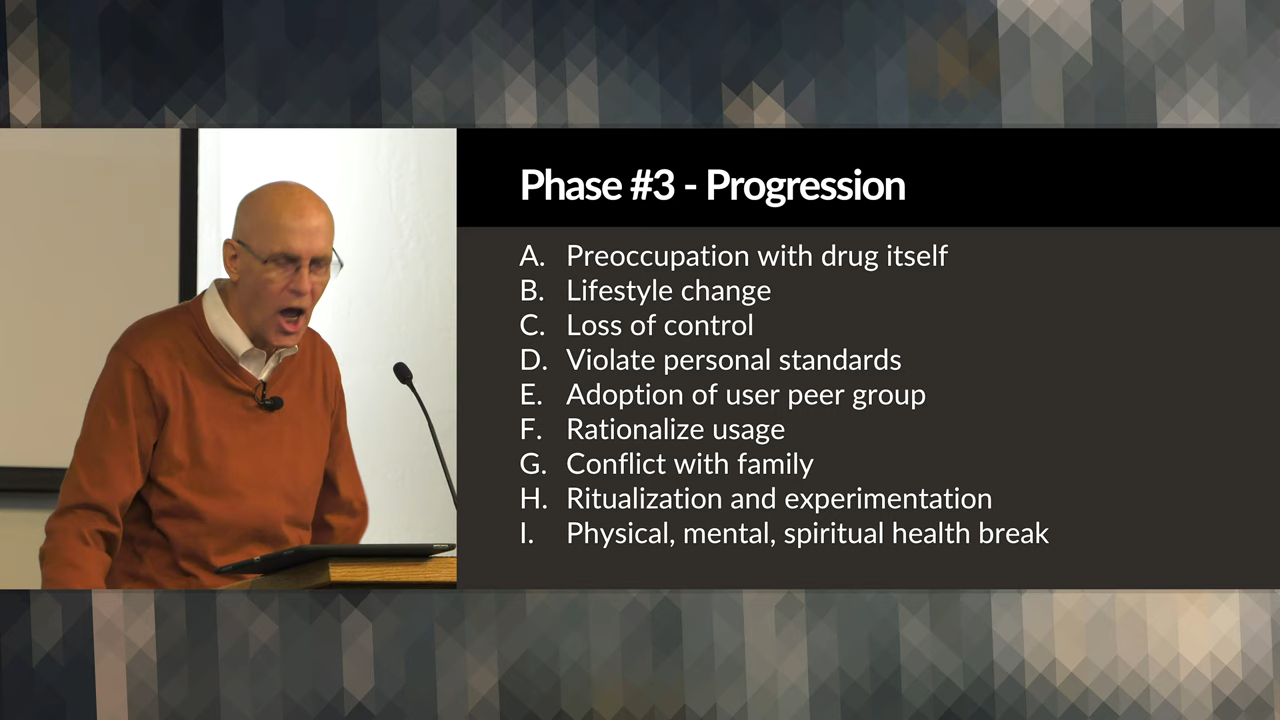 Phase #3 - Progression
A. Preoccupation with drug itself
B. Lifestyle change
C. Loss of control
D. Violate personal standards
E. Adoption of user peer group
F. Rationalize usage
G. Conflict with family
H. Ritualization and experimentation
I. Physical, mental, spiritual health break